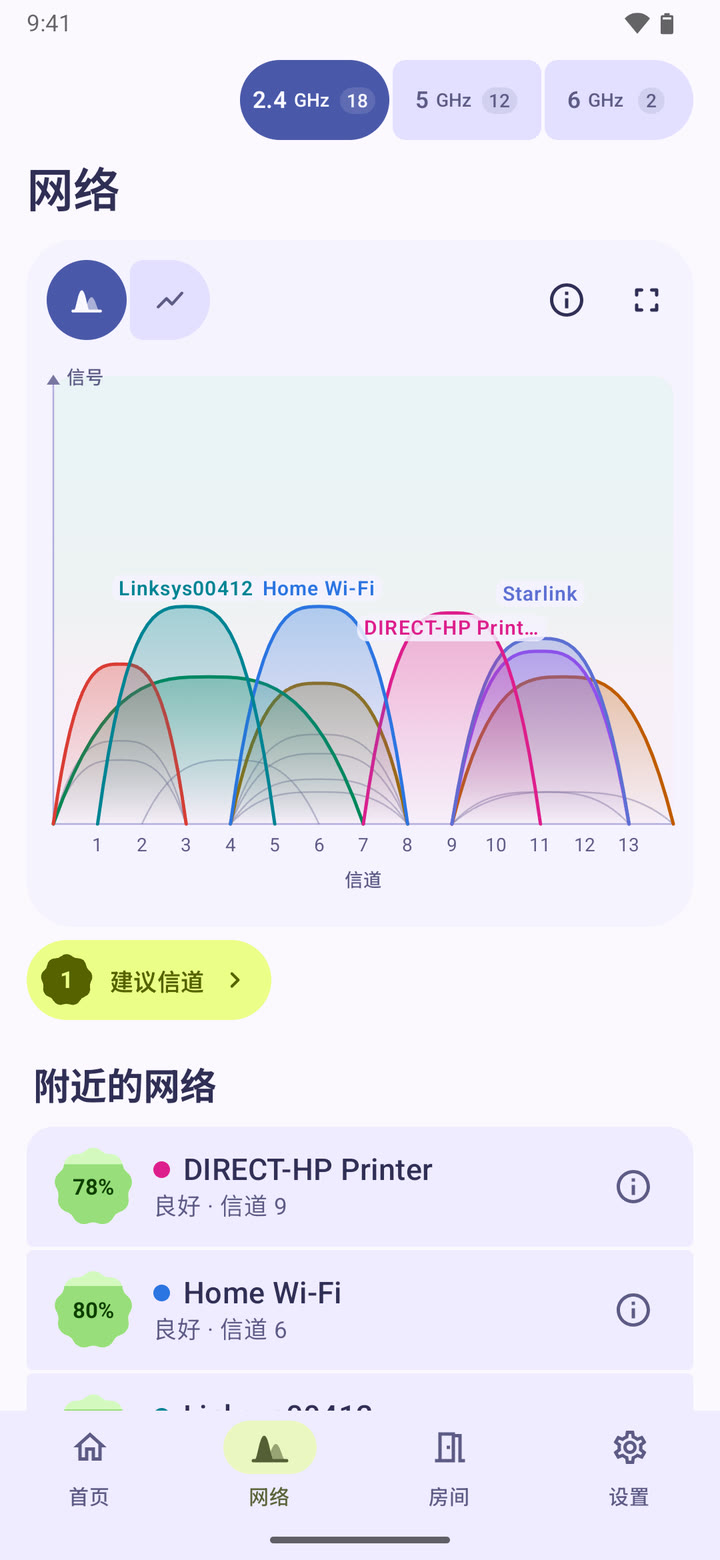 9:41
2.4 GHz 18
5 GHz 12
6 GHz 2
网络
信号
Linksys00412
Home Wi-Fi
Starlink
DIRECT-HP Print...
1 2 3 4 5 6 7 8 9 10 11 12 13
信道
1 建议信道
附近的网络
78%
DIRECT-HP Printer
良好 · 信道 9
80%
Home Wi-Fi
良好 · 信道 6
Linksys00412
首页
网络
房间
设置